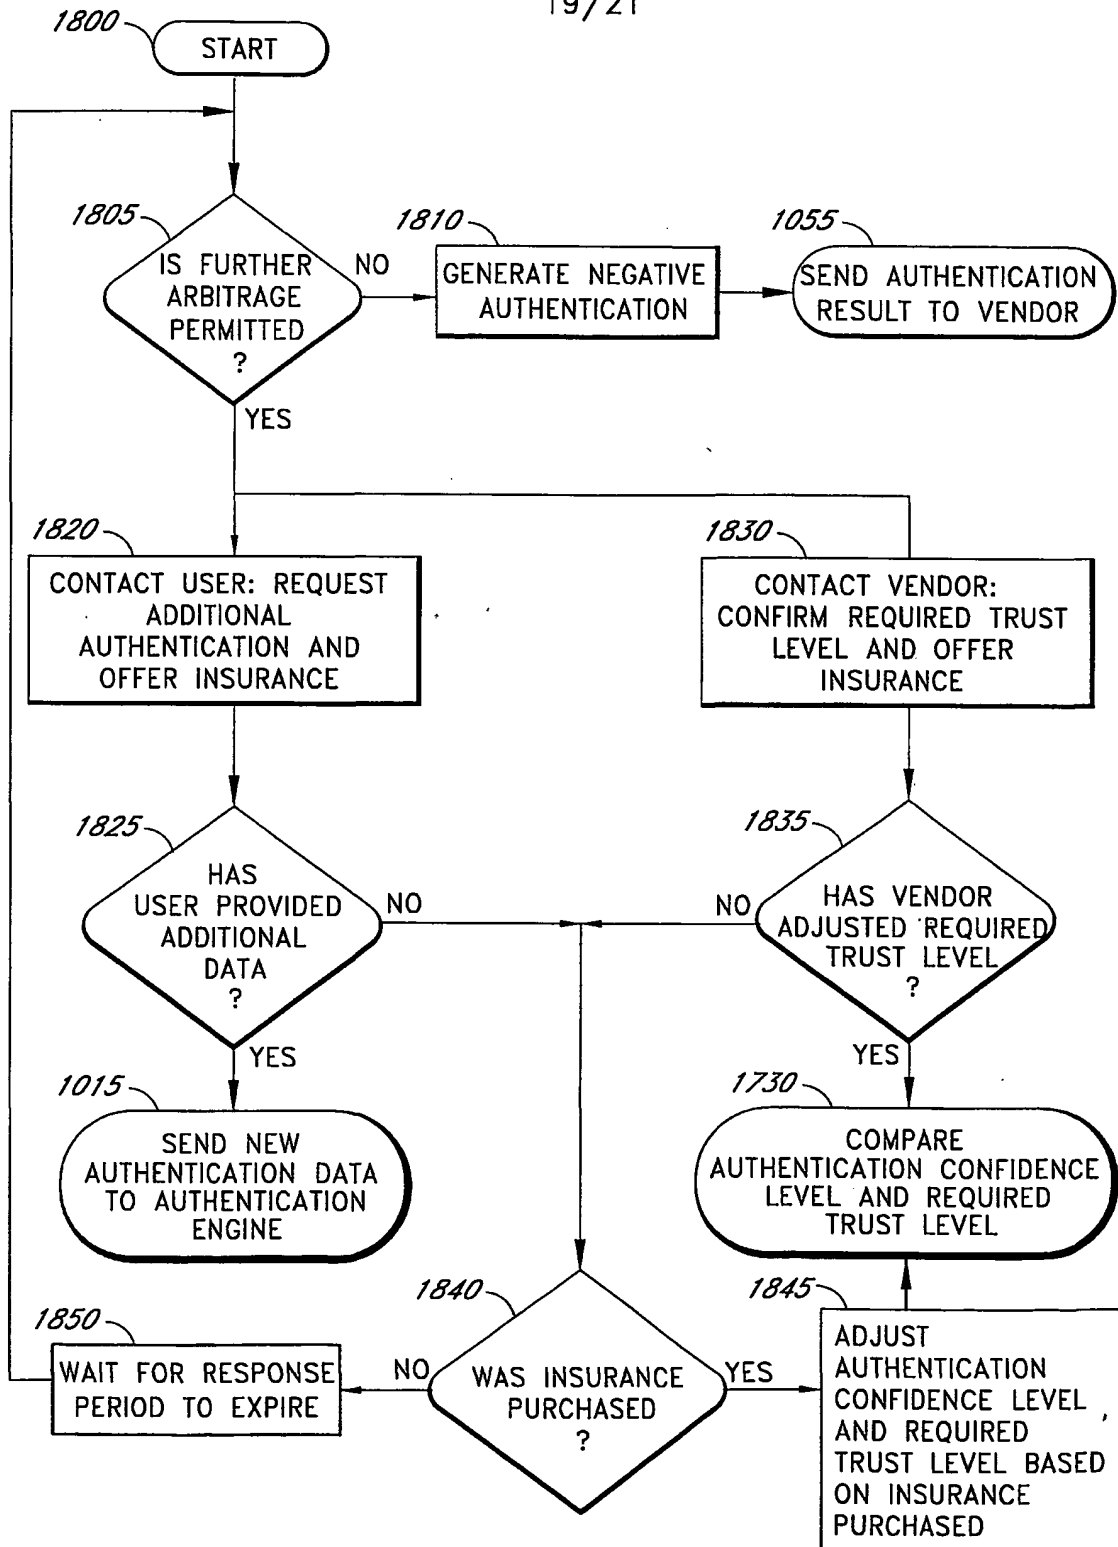 19/21
1800
START
1805
IS FURTHER
ARBITRAGE
PERMITTED
?
NO
YES
1810
GENERATE NEGATIVE
AUTHENTICATION
1055
SEND AUTHENTICATION
RESULT TO VENDOR
1820
CONTACT USER: REQUEST
ADDITIONAL
AUTHENTICATION AND
OFFER INSURANCE
1830
CONTACT VENDOR:
CONFIRM REQUIRED TRUST
LEVEL AND OFFER
INSURANCE
1825
HAS
USER PROVIDED
ADDITIONAL
DATA
?
NO
YES
1835
HAS VENDOR
ADJUSTED REQUIRED
TRUST LEVEL
?
NO
YES
1015
SEND NEW
AUTHENTICATION DATA
TO AUTHENTICATION
ENGINE
1730
COMPARE
AUTHENTICATION CONFIDENCE
LEVEL AND REQUIRED
TRUST LEVEL
1850
WAIT FOR RESPONSE
PERIOD TO EXPIRE
1840
WAS INSURANCE
PURCHASED
?
NO
YES
1845
ADJUST
AUTHENTICATION
CONFIDENCE LEVEL
AND REQUIRED
TRUST LEVEL BASED
ON INSURANCE
PURCHASED